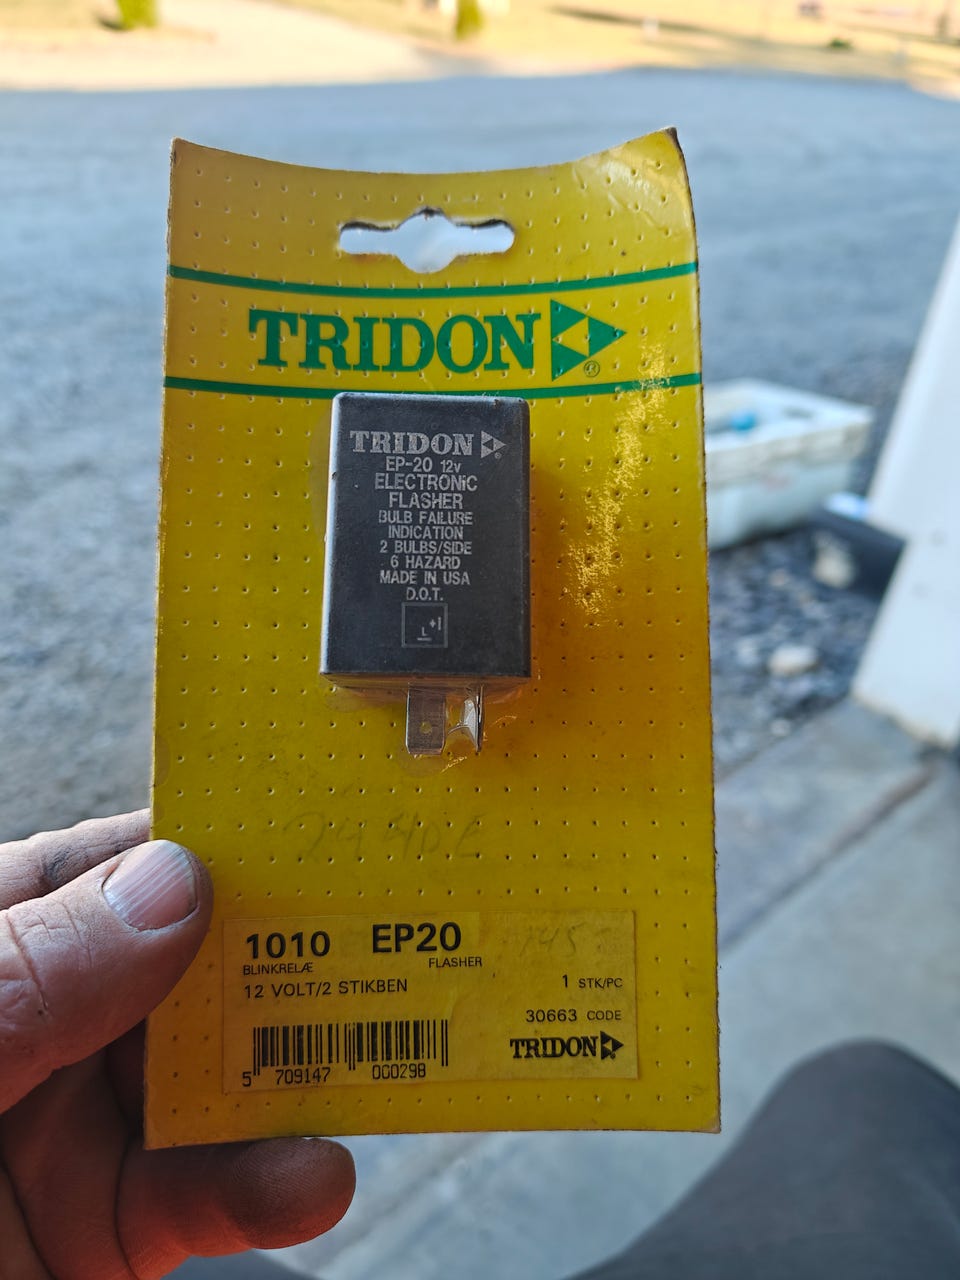 TRIDON ®
TRIDON ®
EP-20 12v
ELECTRONiC
FLASHER
BULB FAILURE
INDICATION
2 BULBS/SIDE
6 HAZARD
MADE IN USA
D.O.T.
L +I
1010 EP20
BLINKRELÆ FLASHER
12 VOLT/2 STIKBEN 1 STK/PC
30663 CODE
TRIDON
5 709147 000298